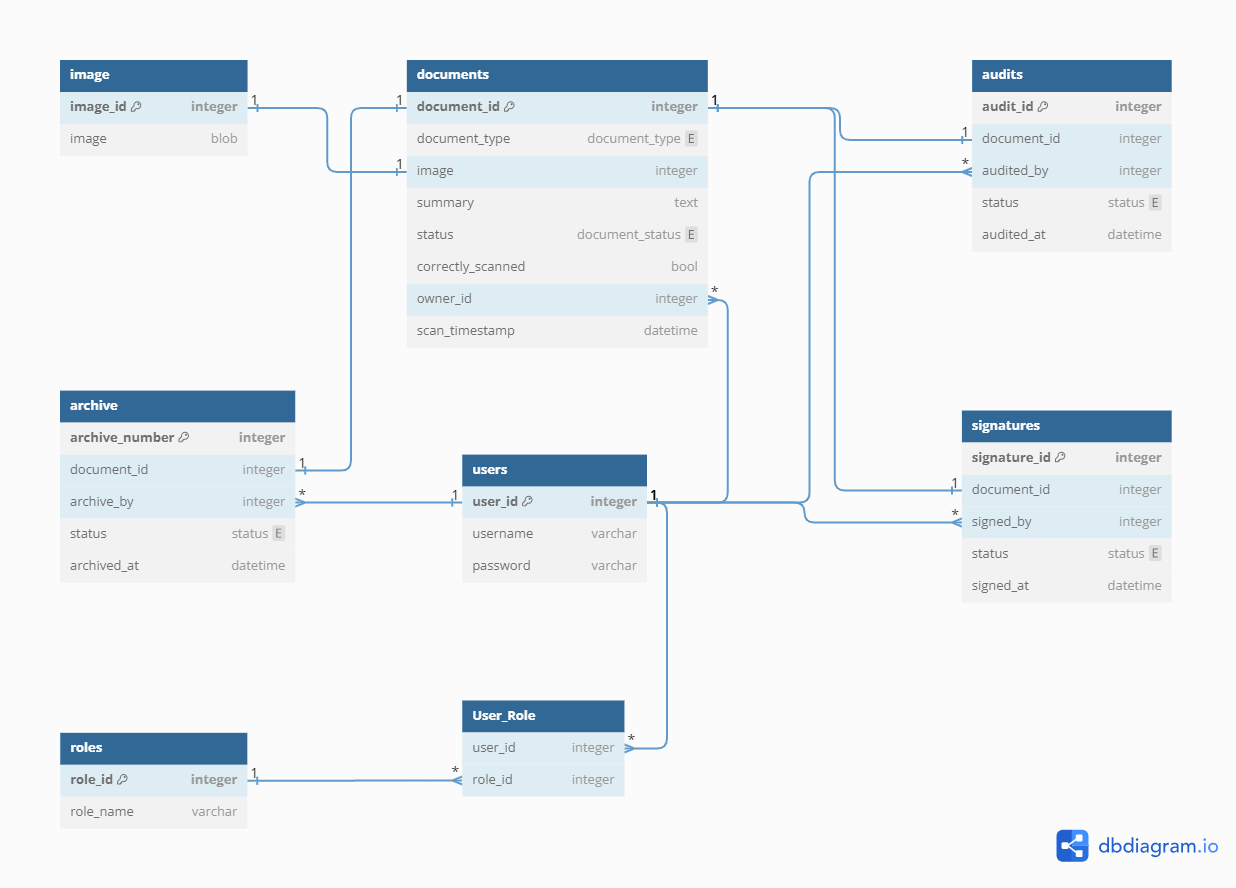 image
image_id integer
image blob
documents
document_id integer
document_type document_type E
image integer
summary text
status document_status E
correctly_scanned bool
owner_id integer
scan_timestamp datetime
audits
audit_id integer
document_id integer
audited_by integer
status status E
audited_at datetime
archive
archive_number integer
document_id integer
archive_by integer
status status E
archived_at datetime
users
user_id integer
username varchar
password varchar
signatures
signature_id integer
document_id integer
signed_by integer
status status E
signed_at datetime
roles
role_id integer
role_name varchar
User_Role
user_id integer
role_id integer
1
1
1
1
1
*
1
*
1
*
1
1
1
*
*
1
*
dbdiagram.io